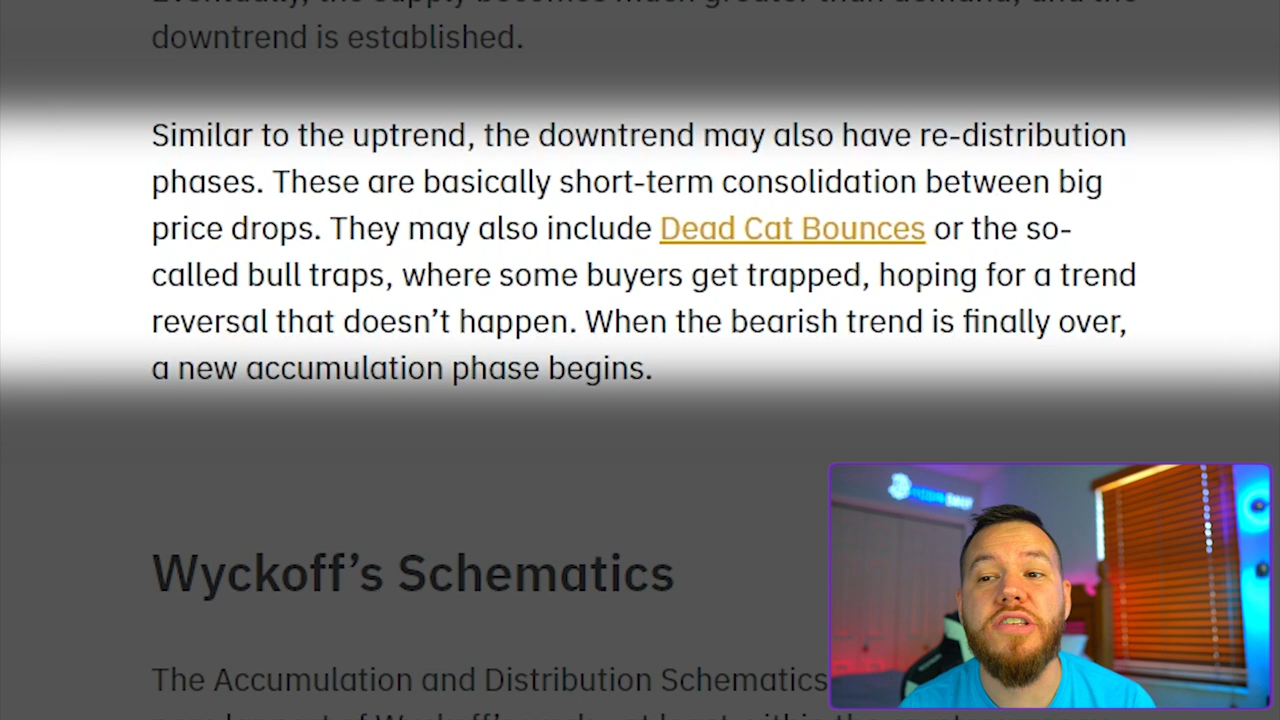 downtrend is established.
Similar to the uptrend, the downtrend may also have re-distribution
phases. These are basically short-term consolidation between big
price drops. They may also include Dead Cat Bounces or the so-
called bull traps, where some buyers get trapped, hoping for a trend
reversal that doesn’t happen. When the bearish trend is finally over,
a new accumulation phase begins.
Wyckoff’s Schematics
The Accumulation and Distribution Schematics